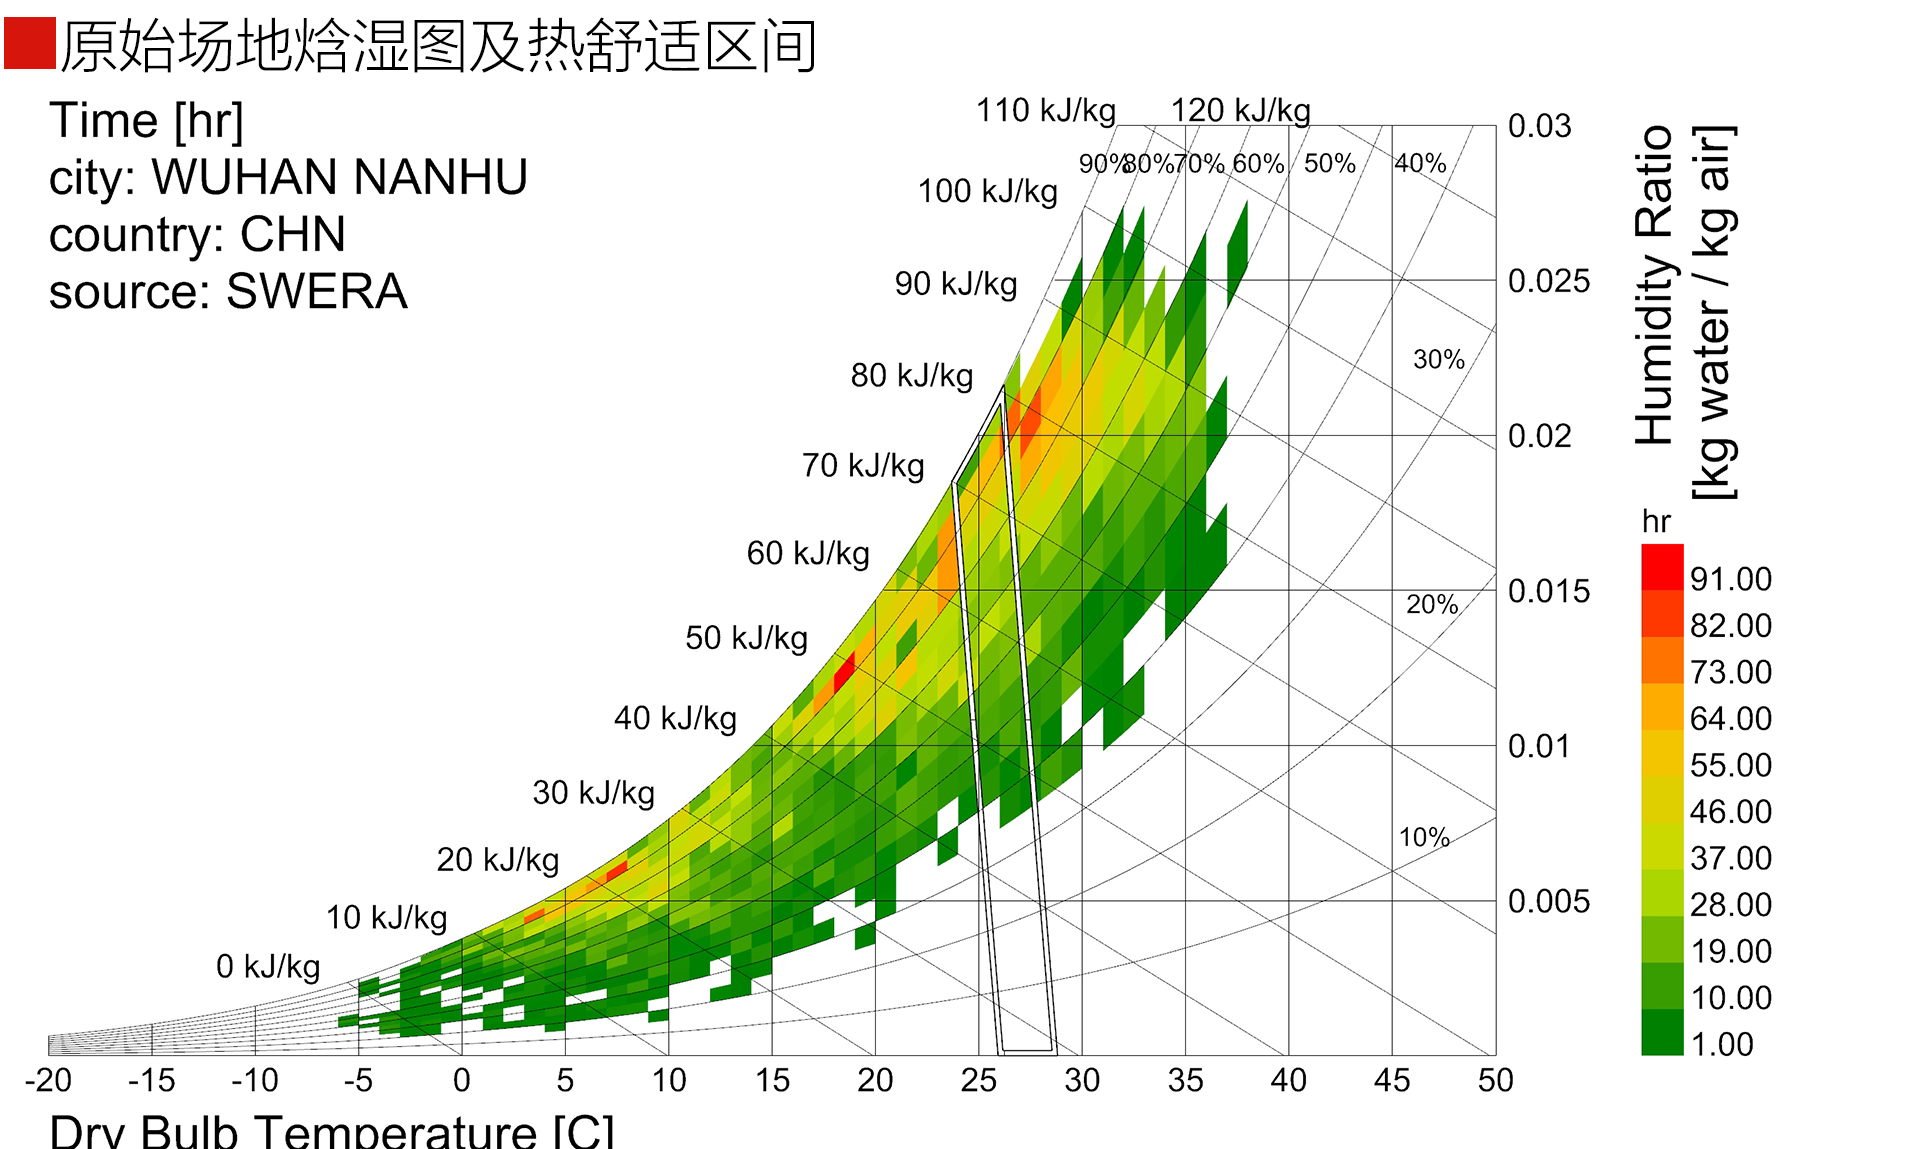 原始场地焓湿图及热舒适区间
Time [hr]
city: WUHAN NANHU
country: CHN
source: SWERA
110 kJ/kg
120 kJ/kg
100 kJ/kg
90 kJ/kg
80 kJ/kg
70 kJ/kg
60 kJ/kg
50 kJ/kg
40 kJ/kg
30 kJ/kg
20 kJ/kg
10 kJ/kg
0 kJ/kg
90%
80%
70%
60%
50%
40%
30%
20%
10%
0.03
0.025
0.02
0.015
0.01
0.005
Humidity Ratio
[kg water / kg air]
hr
91.00
82.00
73.00
64.00
55.00
46.00
37.00
28.00
19.00
10.00
1.00
-20 -15 -10 -5 0 5 10 15 20 25 30 35 40 45 50
Dry Bulb Temperature [C]